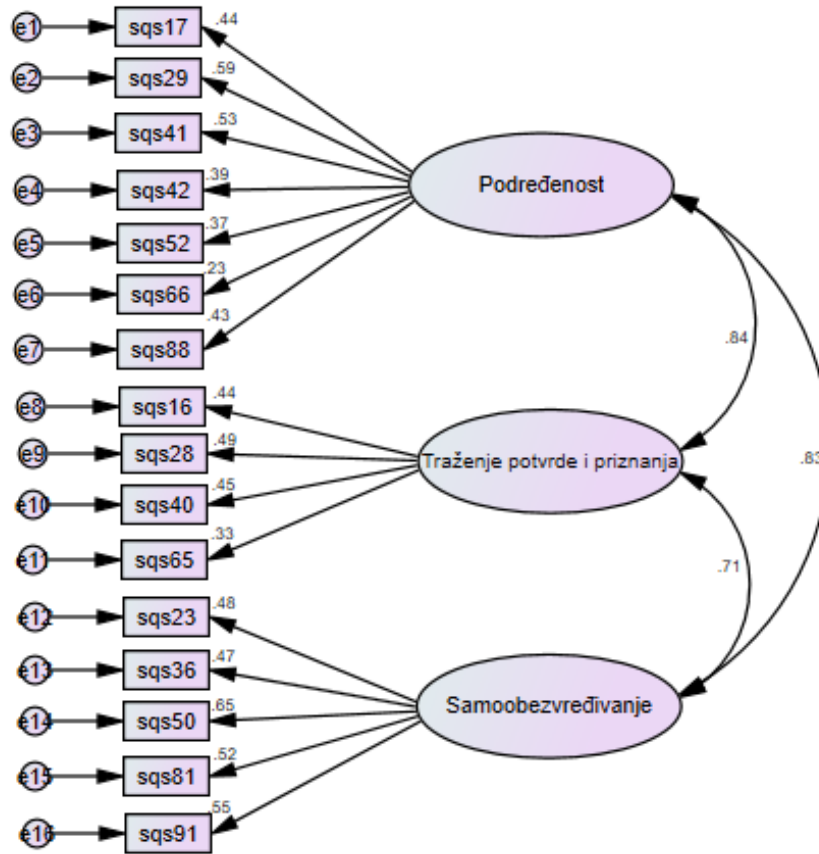 e1 sqs17 .44
e2 sqs29 .59
e3 sqs41 .53
e4 sqs42 .39
e5 sqs52 .37
e6 sqs66 .23
e7 sqs88 .43
Podređenost
.84
e8 sqs16 .44
e9 sqs28 .49
e10 sqs40 .45
e11 sqs65 .33
Traženje potvrde i priznanja
.83
.71
e12 sqs23 .48
e13 sqs36 .47
e14 sqs50 .65
e15 sqs81 .52
e16 sqs91 .55
Samoobezvređivanje